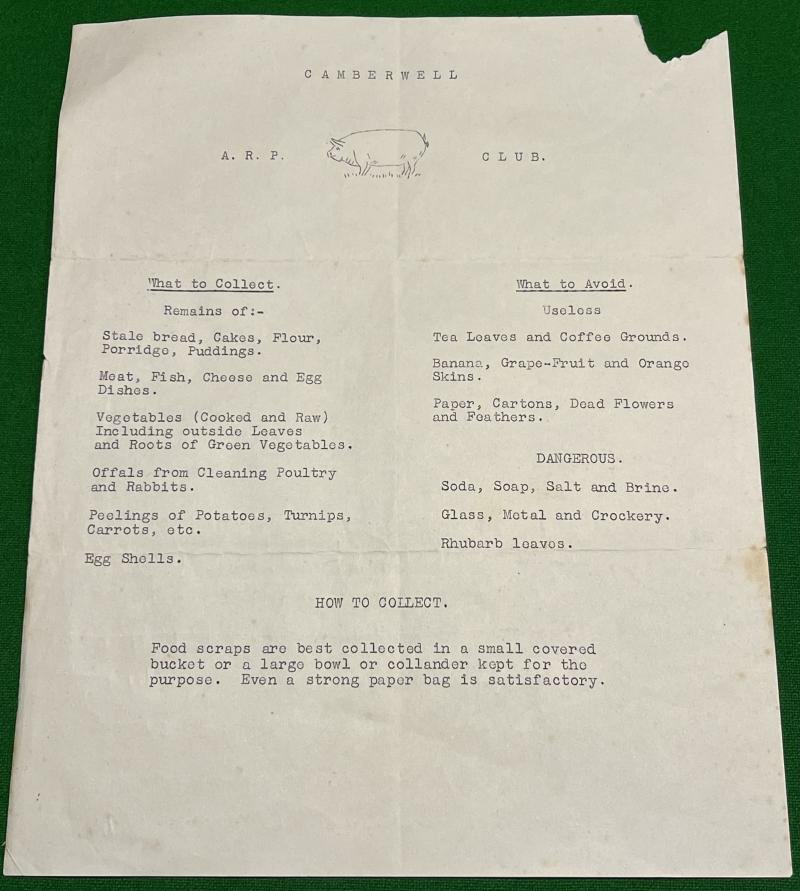 CAMBERWELL
A. R. P. CLUB.
What to Collect.
Remains of:-
Stale bread, Cakes, Flour,
Porridge, Puddings.
Meat, Fish, Cheese and Egg
Dishes.
Vegetables (Cooked and Raw)
Including outside Leaves
and Roots of Green Vegetables.
Offals from Cleaning Poultry
and Rabbits.
Peelings of Potatoes, Turnips,
Carrots, etc.
Egg Shells.
What to Avoid.
Useless
Tea Leaves and Coffee Grounds.
Banana, Grape-Fruit and Orange
Skins.
Paper, Cartons, Dead Flowers
and Feathers.
DANGEROUS.
Soda, Soap, Salt and Brine.
Glass, Metal and Crockery.
Rhubarb leaves.
HOW TO COLLECT.
Food scraps are best collected in a small covered
bucket or a large bowl or collander kept for the
purpose. Even a strong paper bag is satisfactory.